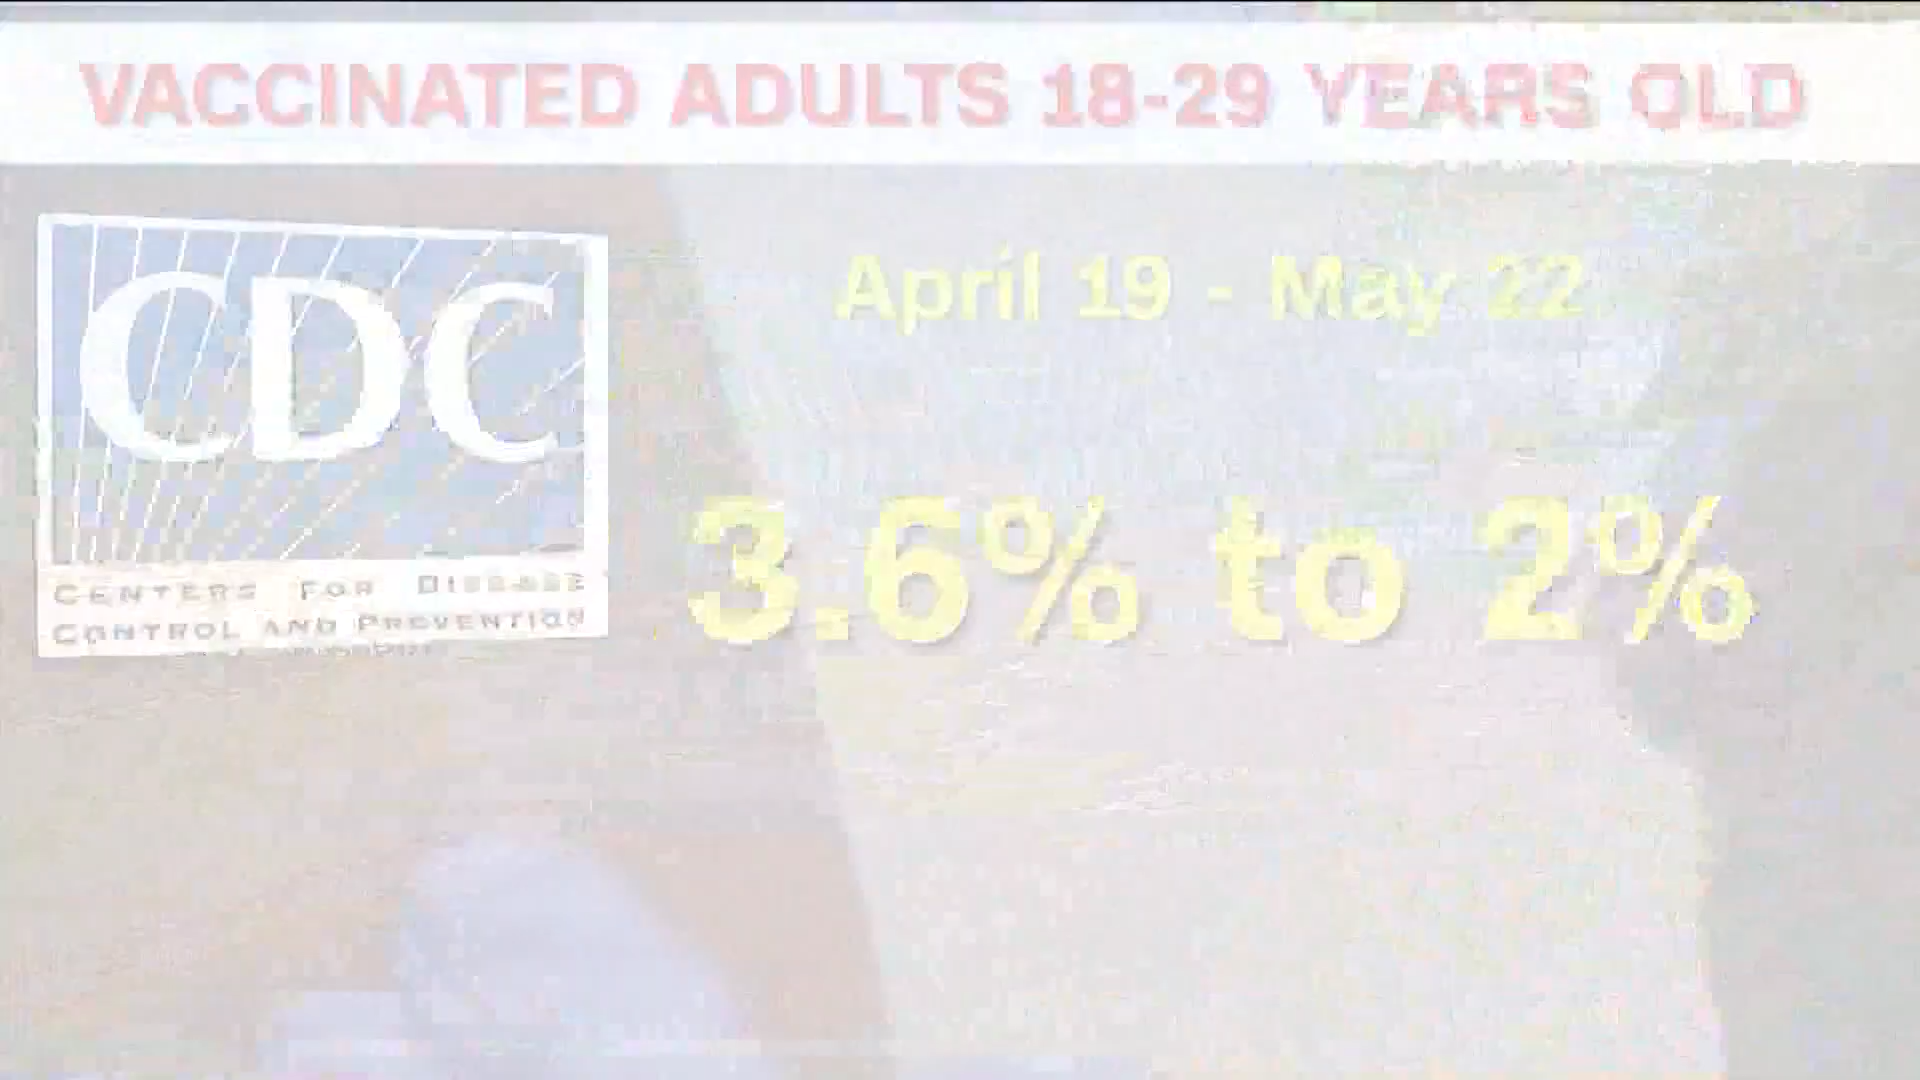 VACCINATED ADULTS 18-29 YEARS OLD
CDC
CENTERS FOR DISEASE
CONTROL AND PREVENTION
April 19 - May 22
3.6% to 2%